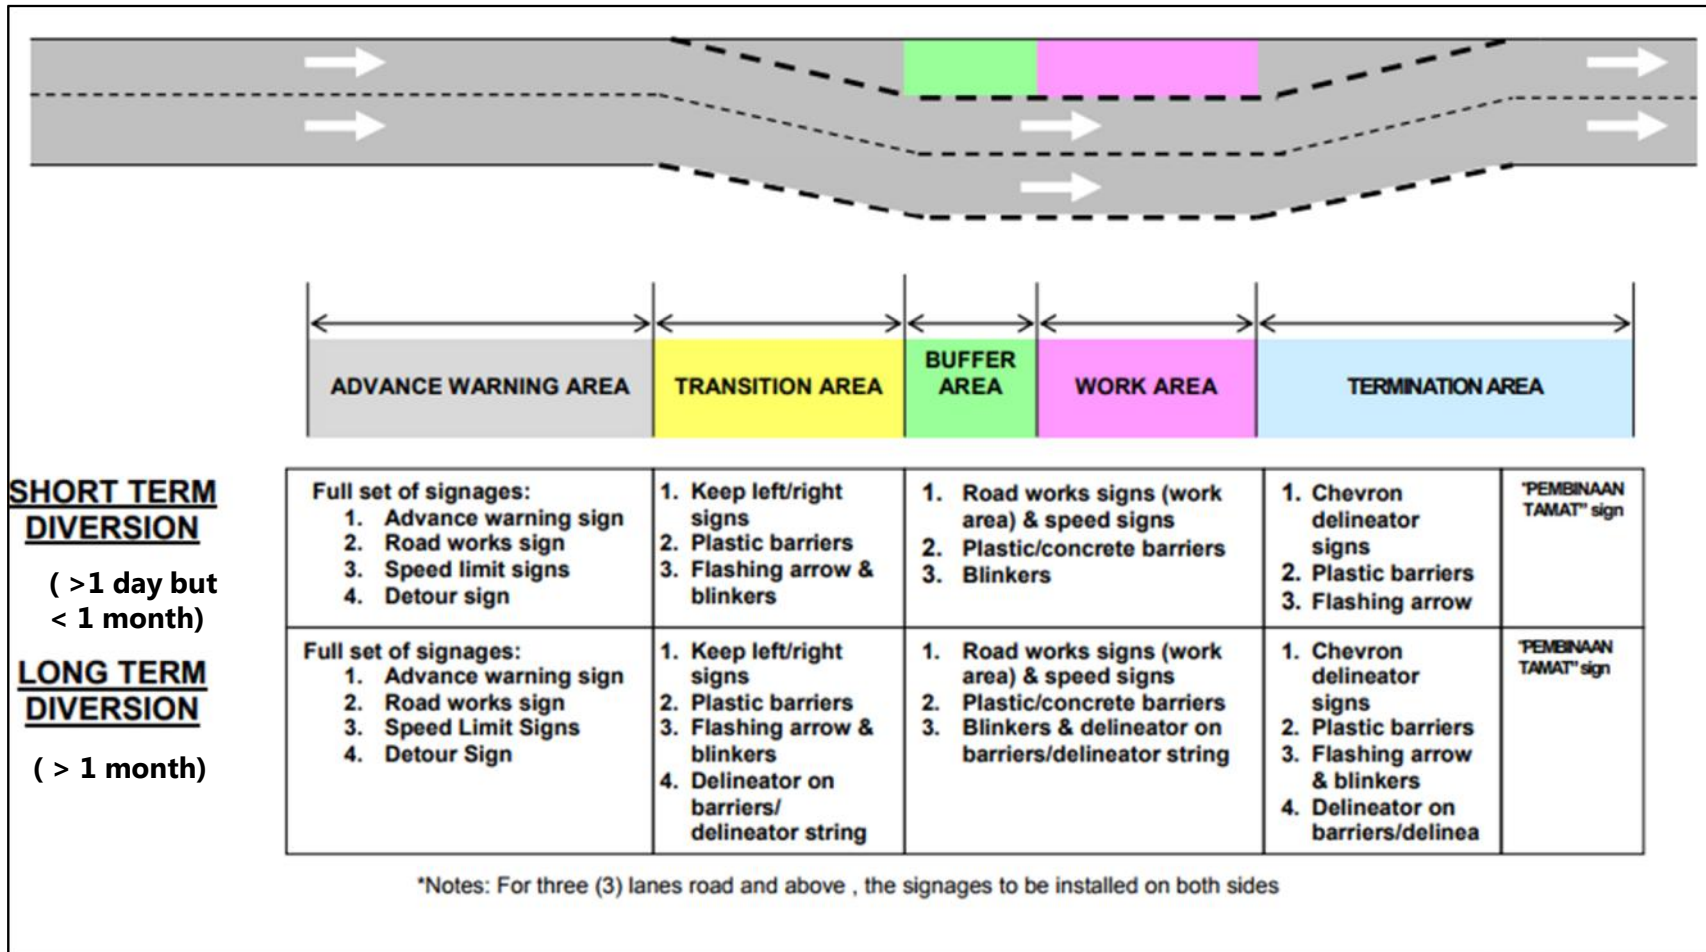 ADVANCE WARNING AREA
TRANSITION AREA
BUFFER
AREA
WORK AREA
TERMINATION AREA
SHORT TERM
DIVERSION
( >1 day but
< 1 month)
Full set of signages:
1. Advance warning sign
2. Road works sign
3. Speed limit signs
4. Detour sign
1. Keep left/right
signs
2. Plastic barriers
3. Flashing arrow &
blinkers
1. Road works signs (work
area) & speed signs
2. Plastic/concrete barriers
3. Blinkers
1. Chevron
delineator
signs
2. Plastic barriers
3. Flashing arrow
"PEMBINAAN
TAMAT" sign
LONG TERM
DIVERSION
( > 1 month)
Full set of signages:
1. Advance warning sign
2. Road works sign
3. Speed Limit Signs
4. Detour Sign
1. Keep left/right
signs
2. Plastic barriers
3. Flashing arrow &
blinkers
4. Delineator on
barriers/
delineator string
1. Road works signs (work
area) & speed signs
2. Plastic/concrete barriers
3. Blinkers & delineator on
barriers/delineator string
1. Chevron
delineator
signs
2. Plastic barriers
3. Flashing arrow
& blinkers
4. Delineator on
barriers/delinea
"PEMBINAAN
TAMAT" sign
*Notes: For three (3) lanes road and above , the signages to be installed on both sides